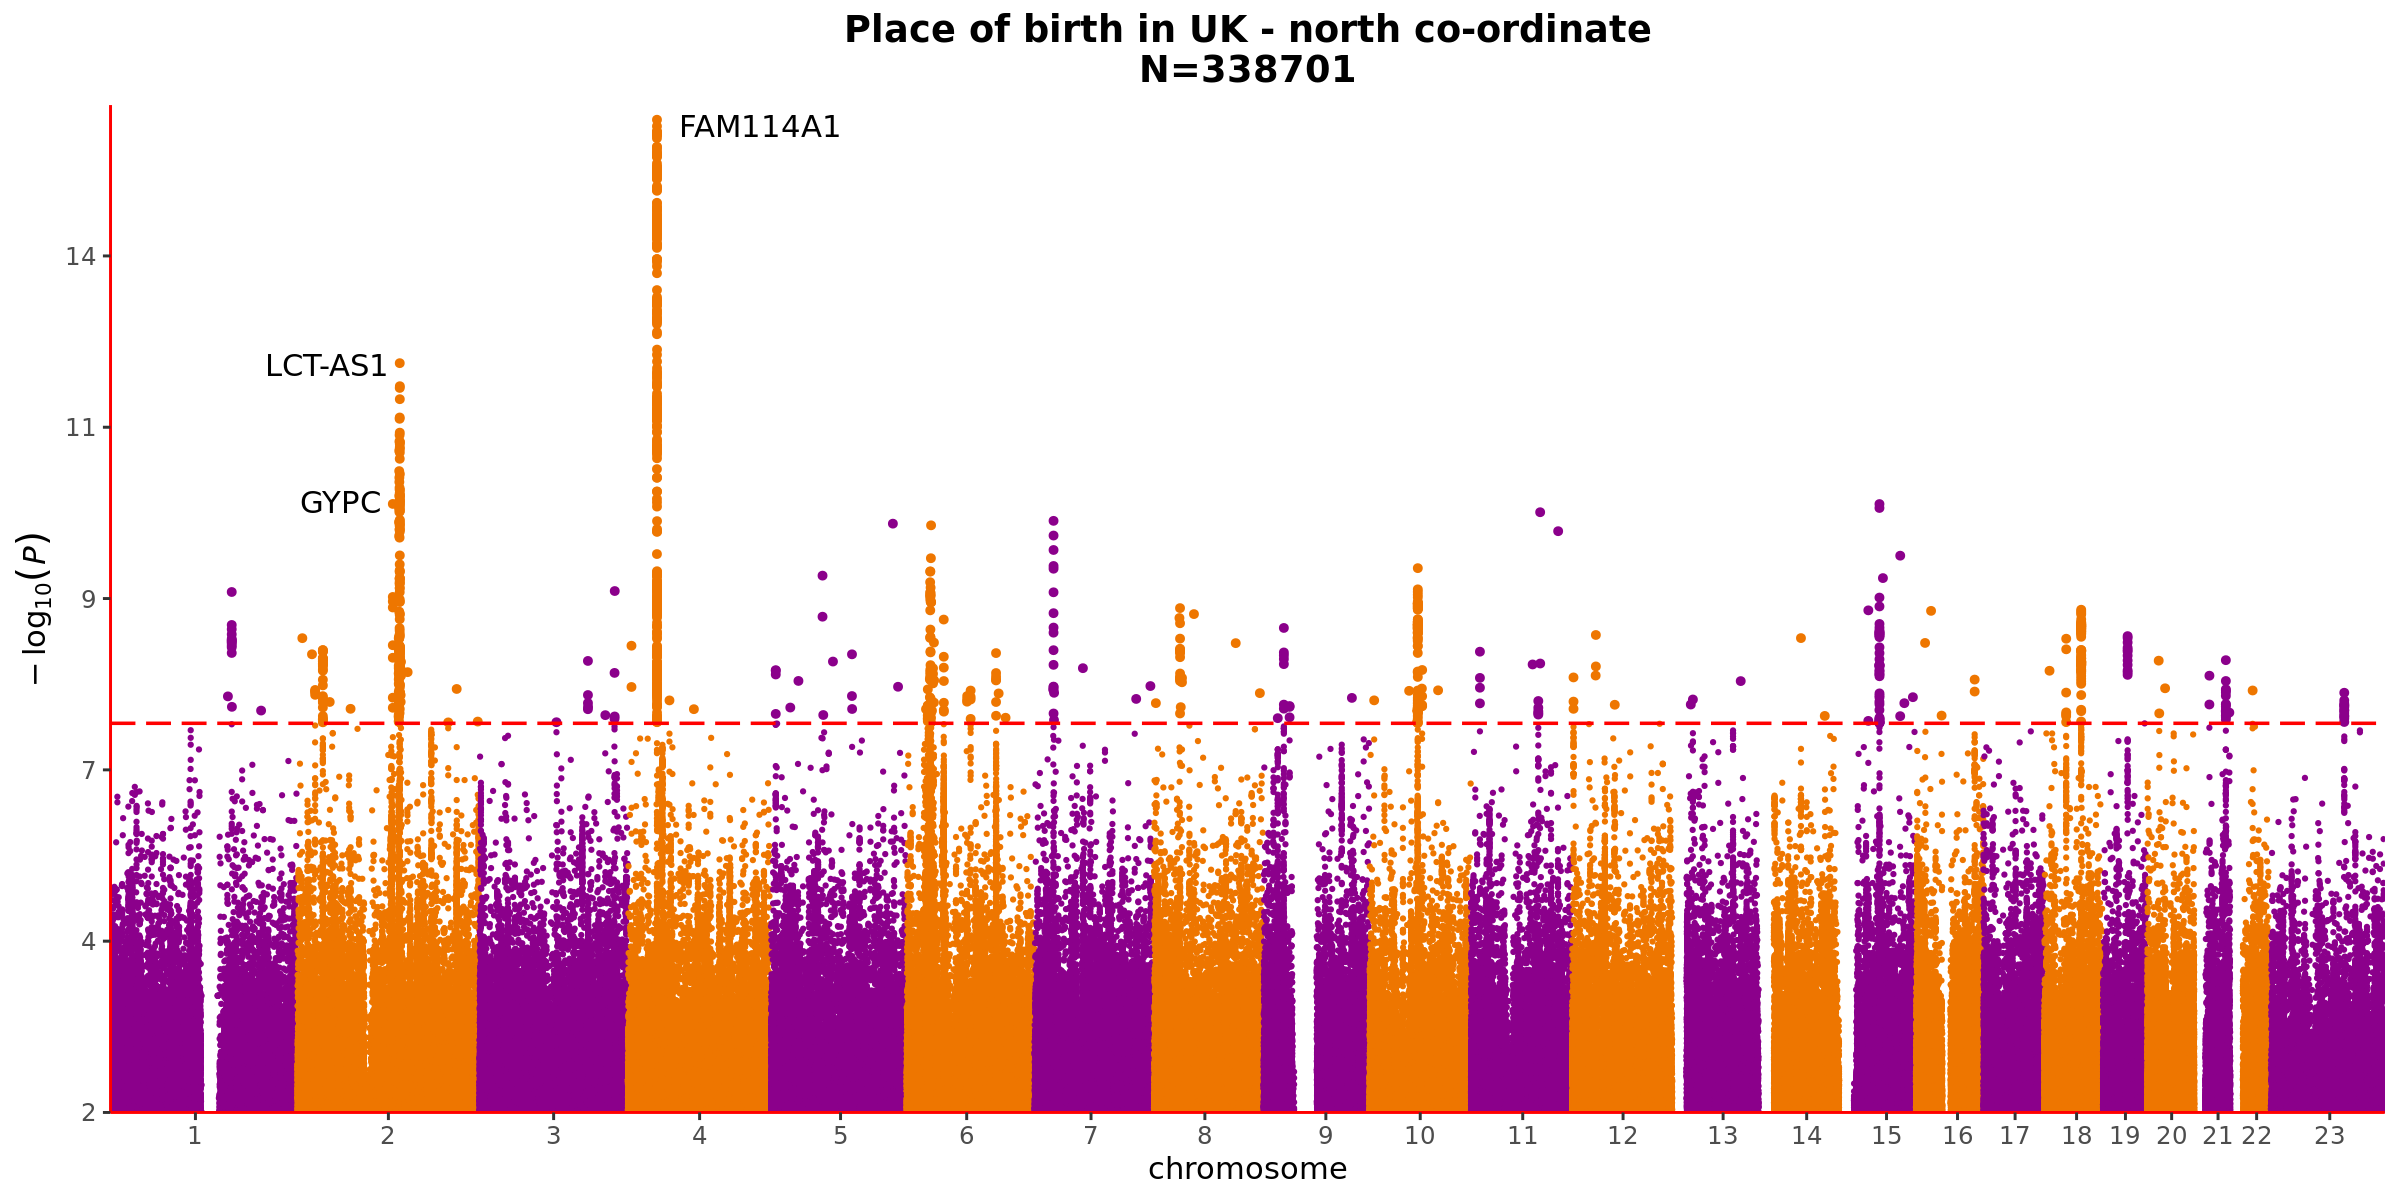 Place of birth in UK - north co-ordinate
N=338701
FAM114A1
LCT-AS1
GYPC
− log10(P)
14
11
9
7
4
2
1 2 3 4 5 6 7 8 9 10 11 12 13 14 15 16 17 18 19 20 21 22 23
chromosome